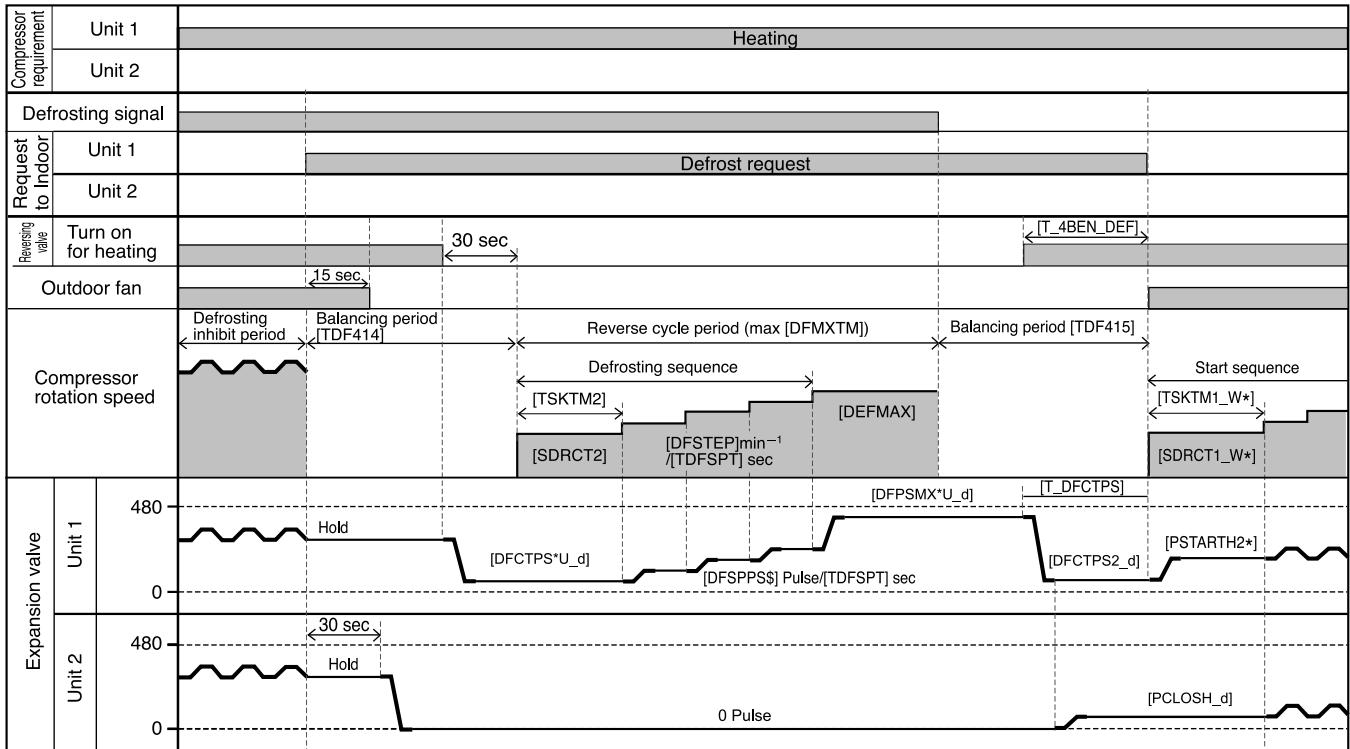 Compressor
requirement
Unit 1
Heating
Unit 2
Defrosting signal
Request
to Indoor
Unit 1
Defrost request
Unit 2
Reversing
valve
Turn on
for heating
30 sec
[T_4BEN_DEF]
Outdoor fan
15 sec
Compressor
rotation speed
Defrosting
inhibit period
Balancing period
[TDF414]
Reverse cycle period (max [DFMXTM])
Balancing period [TDF415]
Defrosting sequence
Start sequence
[TSKTM2]
[TSKTM1_W*]
[DEFMAX]
[SDRCT2]
[DFSTEP]min⁻¹
/[TDFSPT] sec
[SDRCT1_W*]
Expansion valve
Unit 1
480
0
Hold
[DFCTPS*U_d]
[DFPSMX*U_d]
[T_DFCTPS]
[DFSPPS$] Pulse/[TDFSPT] sec
[DFCTPS2_d]
[PSTARTH2*]
Unit 2
480
0
30 sec
Hold
0 Pulse
[PCLOSH_d]